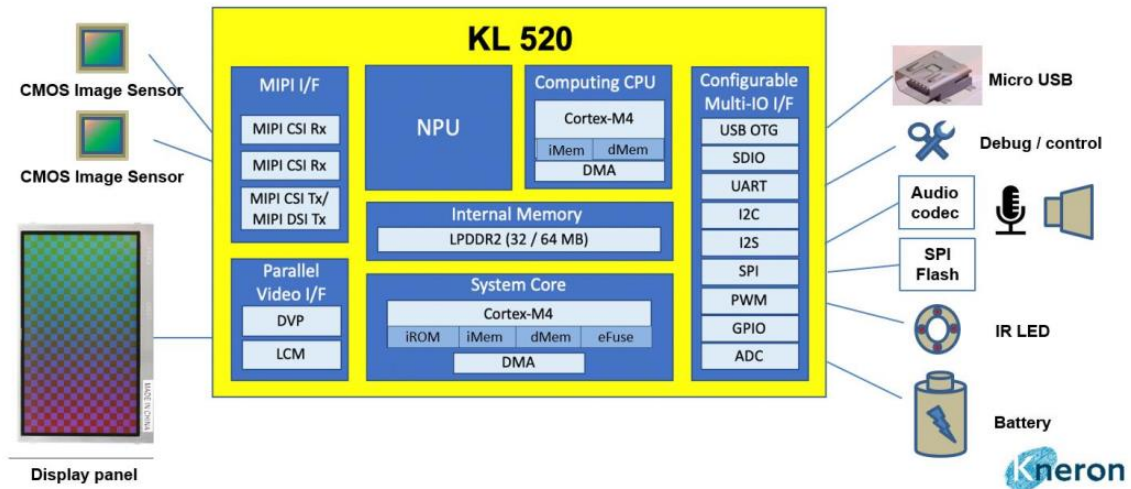 KL 520
CMOS Image Sensor
CMOS Image Sensor
Display panel
MADE IN CHINA
MIPI I/F
MIPI CSI Rx
MIPI CSI Rx
MIPI CSI Tx/
MIPI DSI Tx
Parallel
Video I/F
DVP
LCM
NPU
Computing CPU
Cortex-M4
iMem dMem
DMA
Internal Memory
LPDDR2 (32 / 64 MB)
System Core
Cortex-M4
iROM iMem dMem eFuse
DMA
Configurable
Multi-IO I/F
USB OTG
SDIO
UART
I2C
I2S
SPI
PWM
GPIO
ADC
Micro USB
Debug / control
Audio
codec
SPI
Flash
IR LED
Battery
Kneron